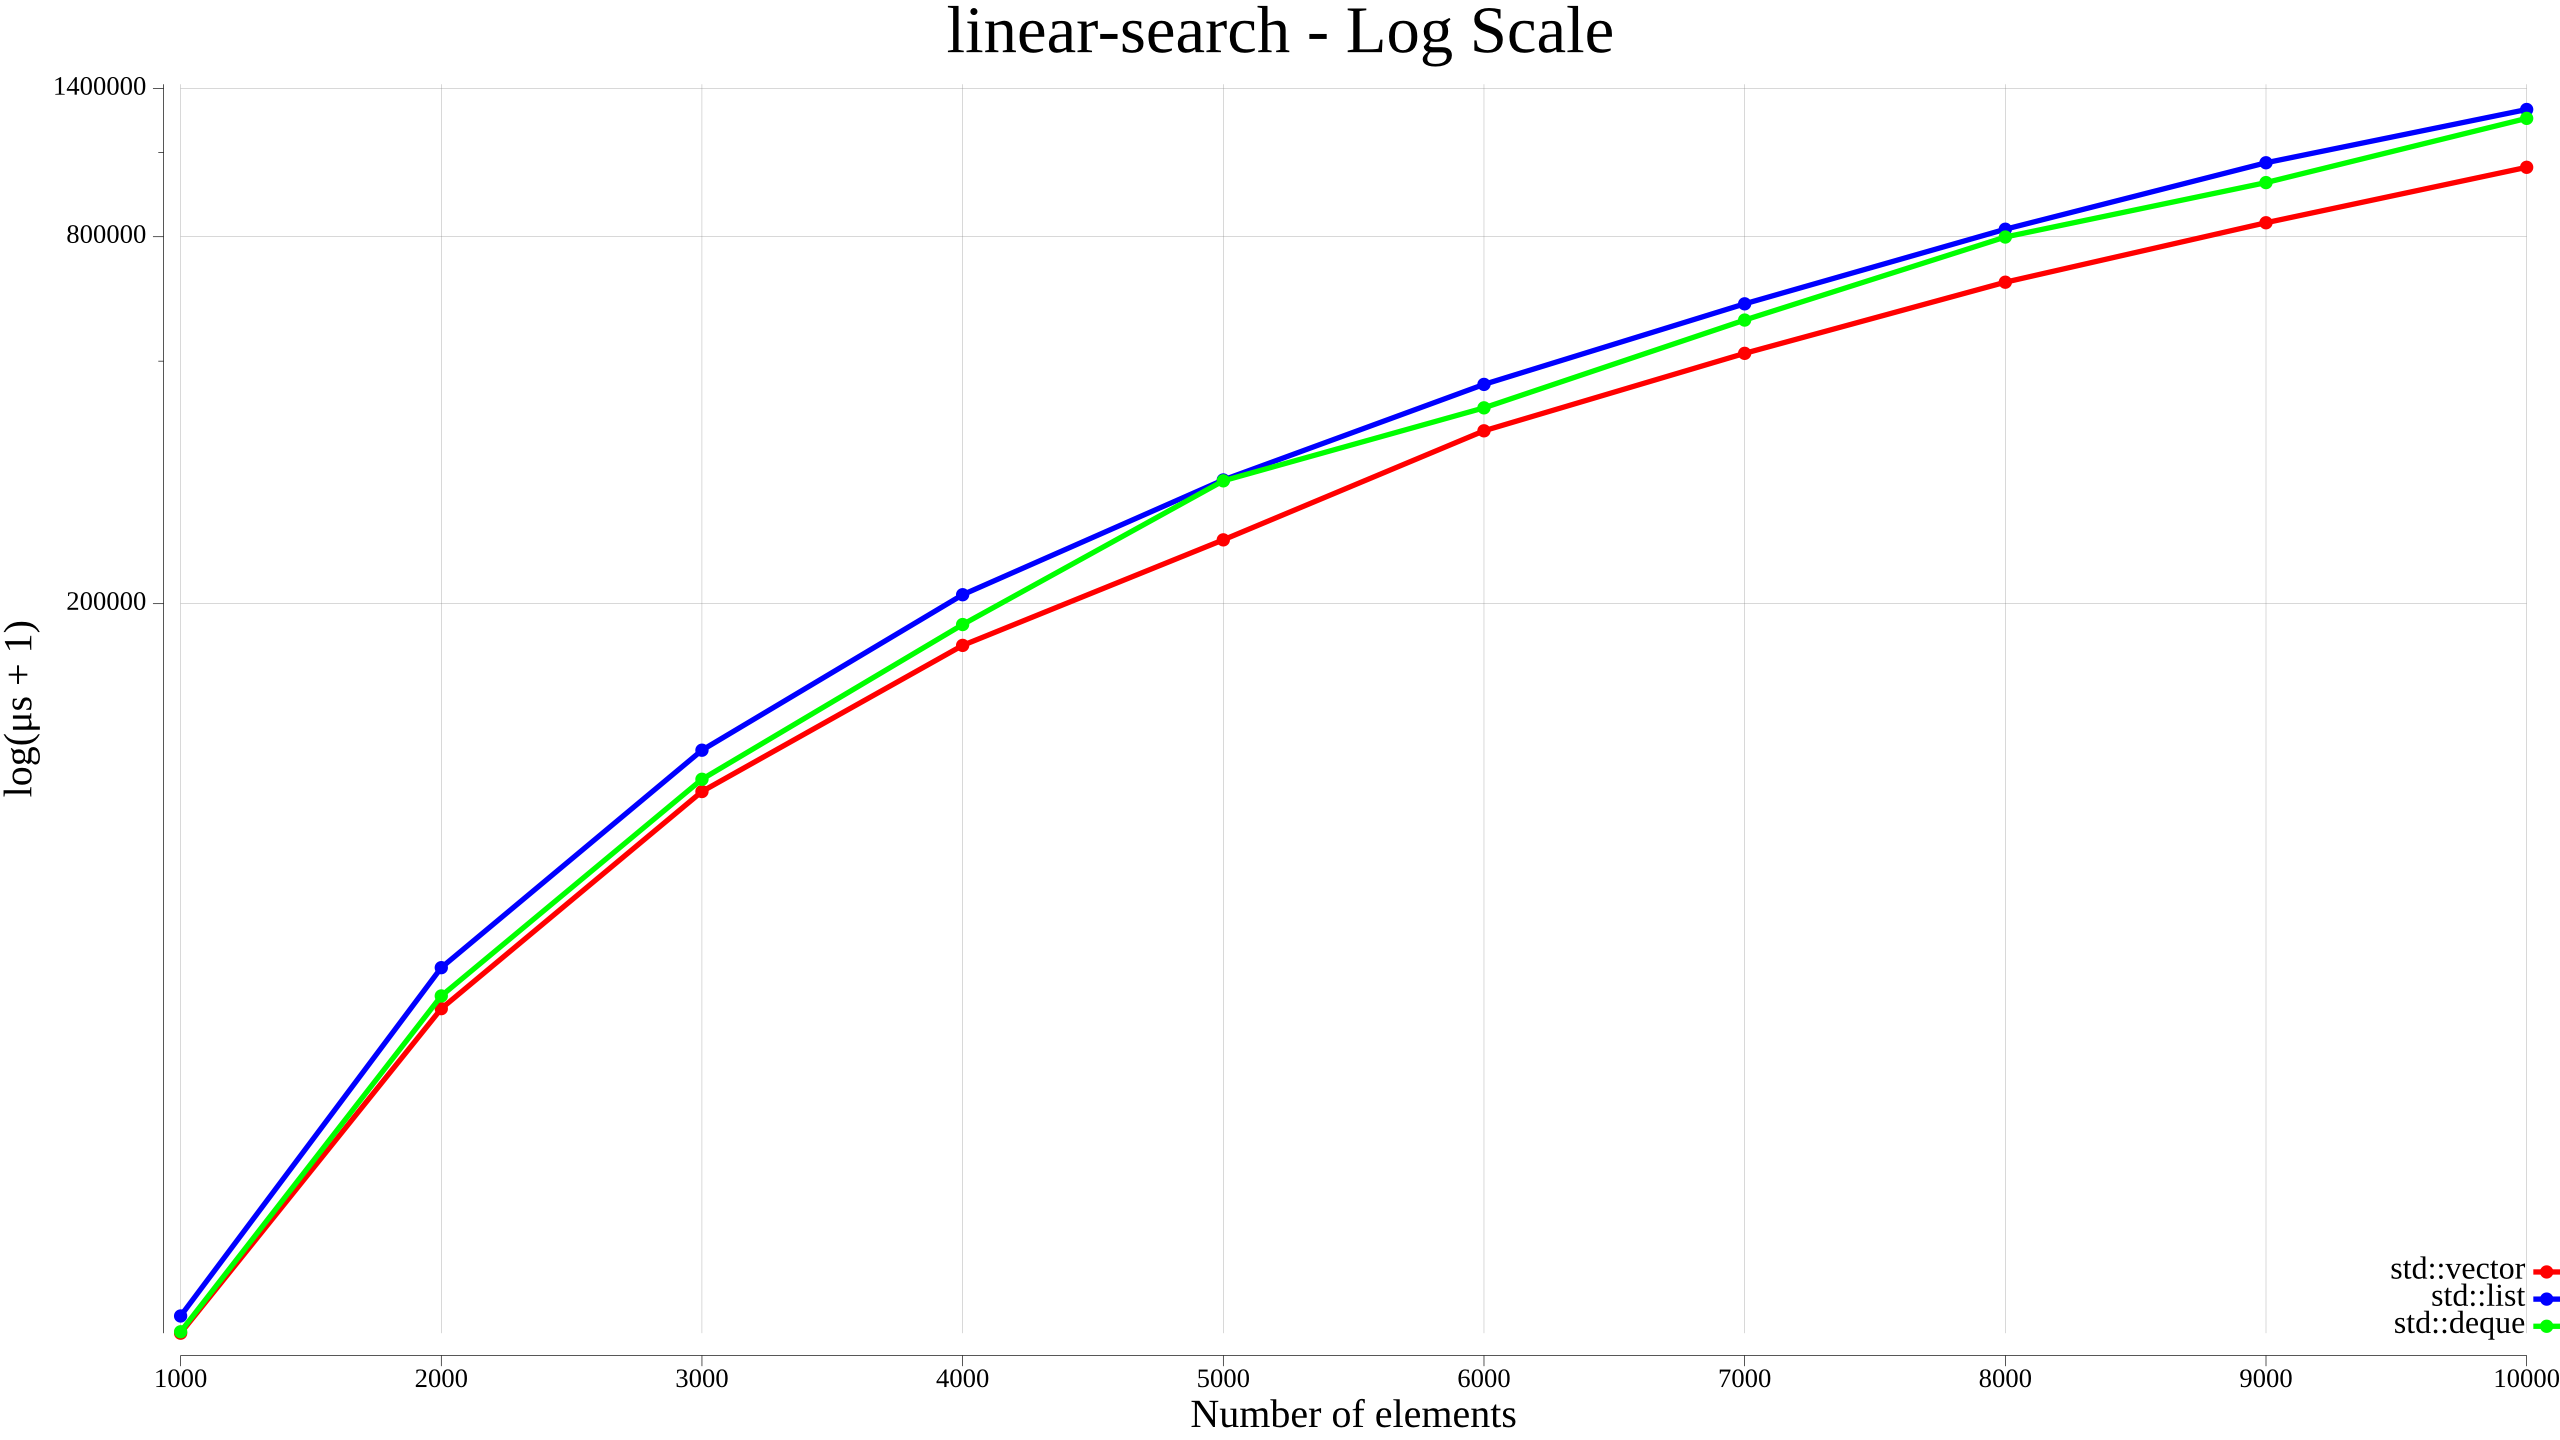 linear-search - Log Scale
1400000
800000
200000
log(μs + 1)
std::vector
std::list
std::deque
1000 2000 3000 4000 5000 6000 7000 8000 9000 10000
Number of elements